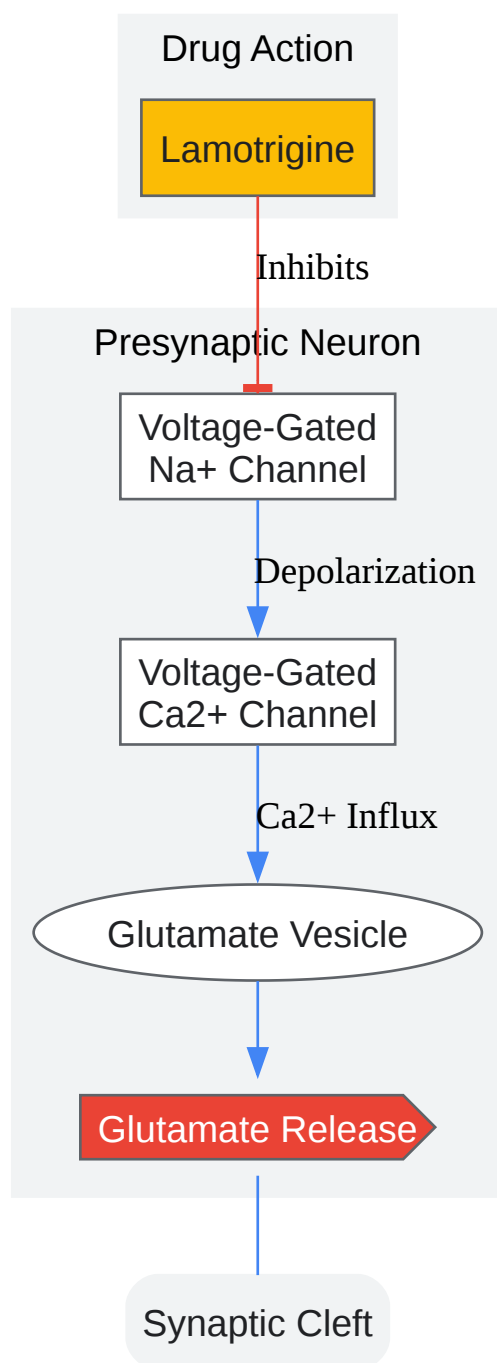 Drug Action
Lamotrigine
Inhibits
Presynaptic Neuron
Voltage-Gated
Na+ Channel
Depolarization
Voltage-Gated
Ca2+ Channel
Ca2+ Influx
Glutamate Vesicle
Glutamate Release
Synaptic Cleft